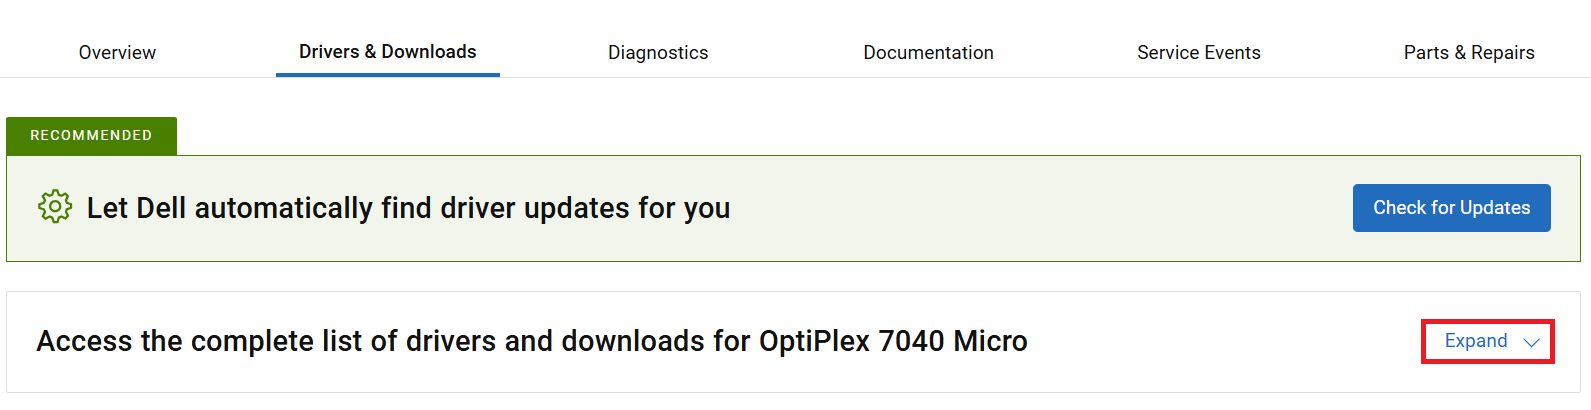 Overview Drivers & Downloads Diagnostics Documentation Service Events Parts & Repairs
RECOMMENDED
Let Dell automatically find driver updates for you Check for Updates
Access the complete list of drivers and downloads for OptiPlex 7040 Micro Expand